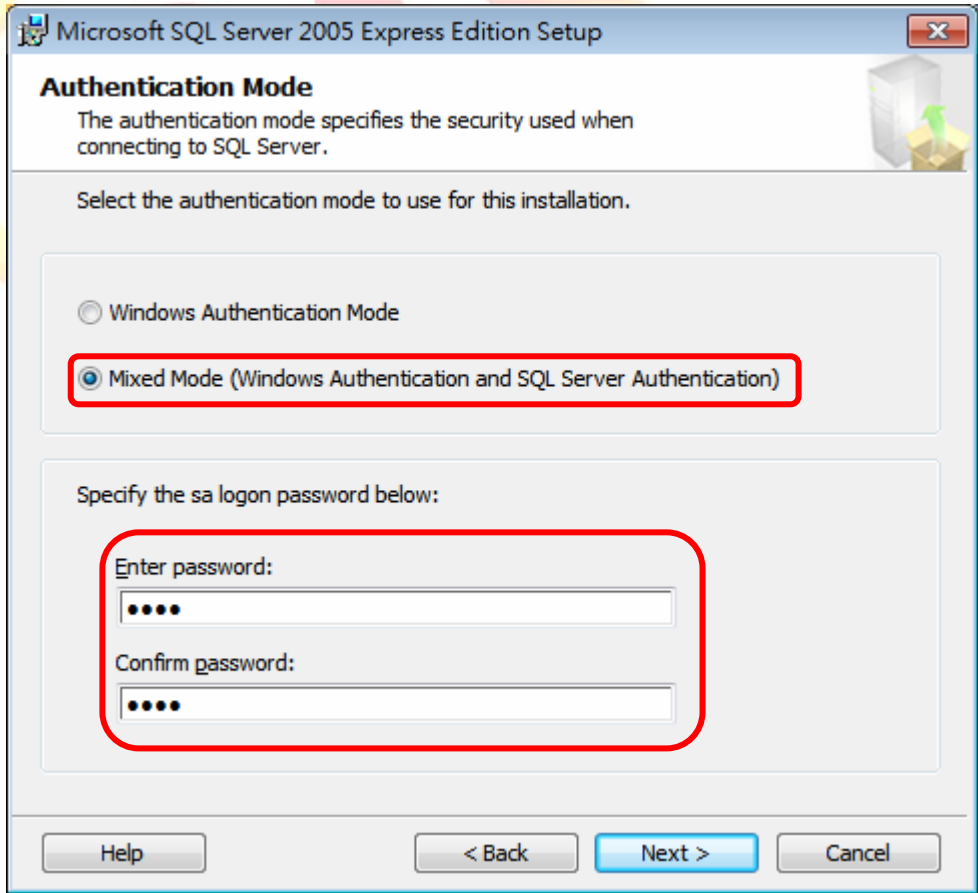 Microsoft SQL Server 2005 Express Edition Setup
Authentication Mode
The authentication mode specifies the security used when
connecting to SQL Server.
Select the authentication mode to use for this installation.
Windows Authentication Mode
Mixed Mode (Windows Authentication and SQL Server Authentication)
Specify the sa logon password below:
Enter password:
••••
Confirm password:
••••
Help
< Back
Next >
Cancel